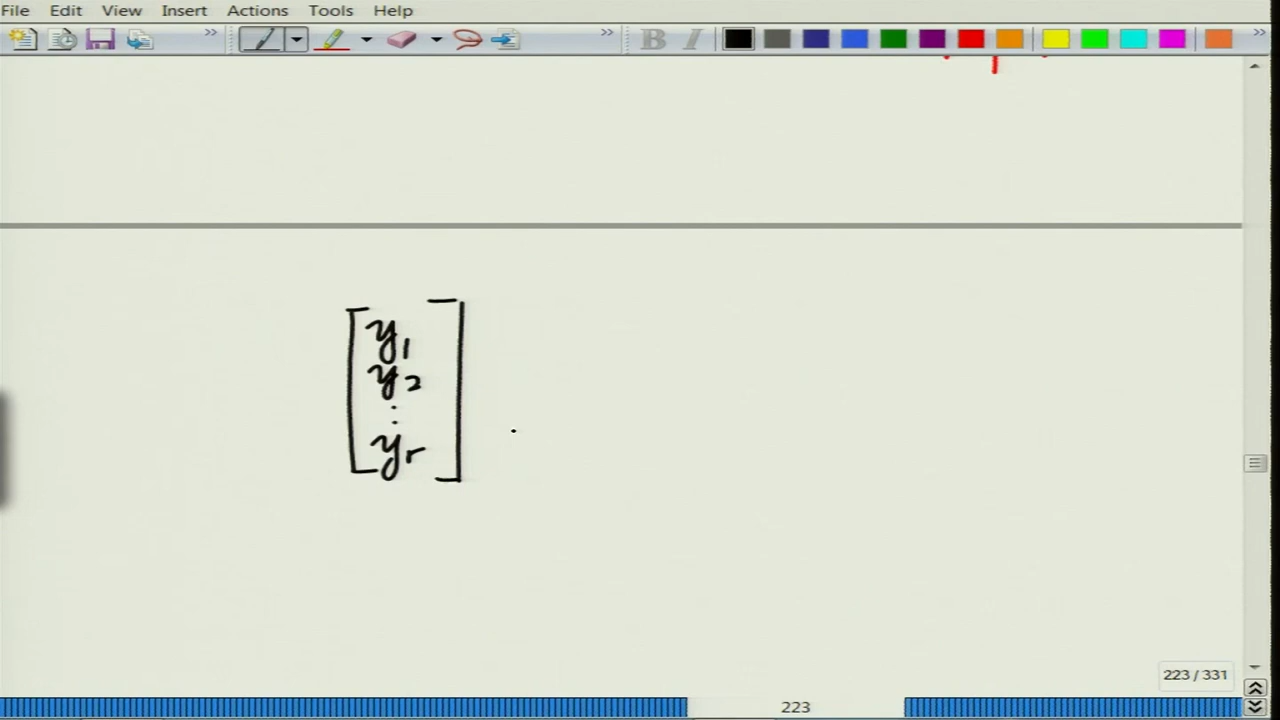 File Edit View Insert Actions Tools Help
B I
y1
y2
⋮
yr
223 / 331
223